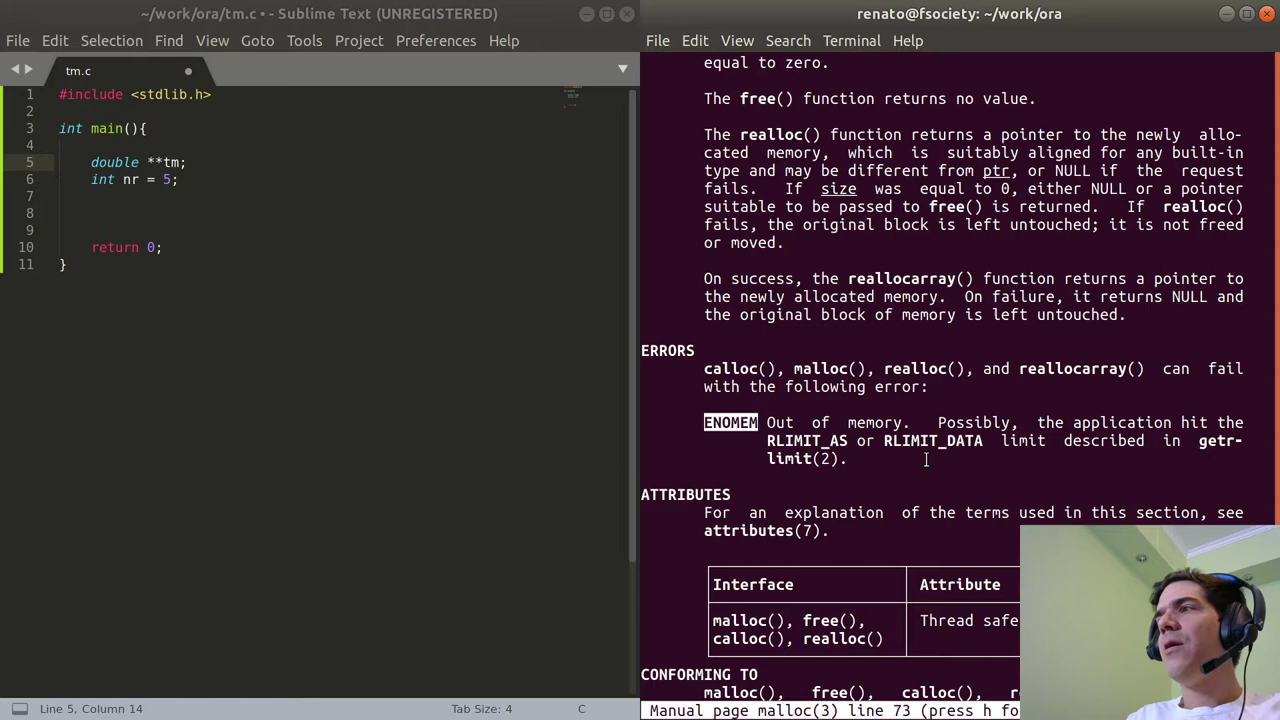 ~/work/ora/tm.c • - Sublime Text (UNREGISTERED)
File Edit Selection Find View Goto Tools Project Preferences Help
tm.c
1 #include <stdlib.h>
2
3 int main(){
4
5 double **tm;
6 int nr = 5;
7
8
9
10 return 0;
11 }
Line 5, Column 14 Tab Size: 4 C
renato@fsociety: ~/work/ora
File Edit View Search Terminal Help
equal to zero.
The free() function returns no value.
The realloc() function returns a pointer to the newly allo-
cated memory, which is suitably aligned for any built-in
type and may be different from ptr, or NULL if the request
fails. If size was equal to 0, either NULL or a pointer
suitable to be passed to free() is returned. If realloc()
fails, the original block is left untouched; it is not freed
or moved.
On success, the reallocarray() function returns a pointer to
the newly allocated memory. On failure, it returns NULL and
the original block of memory is left untouched.
ERRORS
calloc(), malloc(), realloc(), and reallocarray() can fail
with the following error:
ENOMEM Out of memory. Possibly, the application hit the
RLIMIT_AS or RLIMIT_DATA limit described in getr-
limit(2).
ATTRIBUTES
For an explanation of the terms used in this section, see
attributes(7).
Interface Attribute
malloc(), free(), Thread safe
calloc(), realloc()
CONFORMING TO
malloc(), free(), calloc(),
Manual page malloc(3) line 73 (press h fo